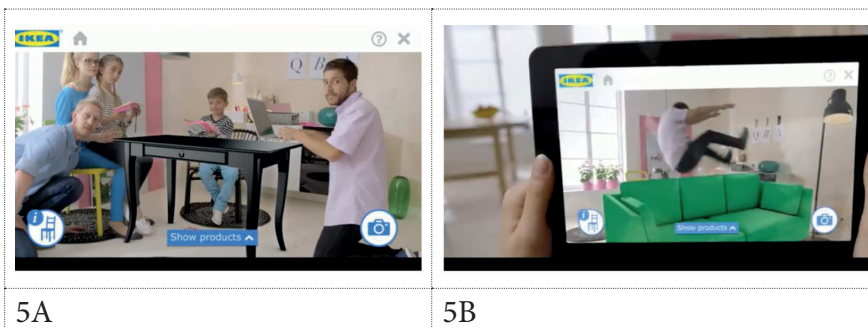 IKEA
Q B
Show products
IKEA
Q B
Show products
5A
5B